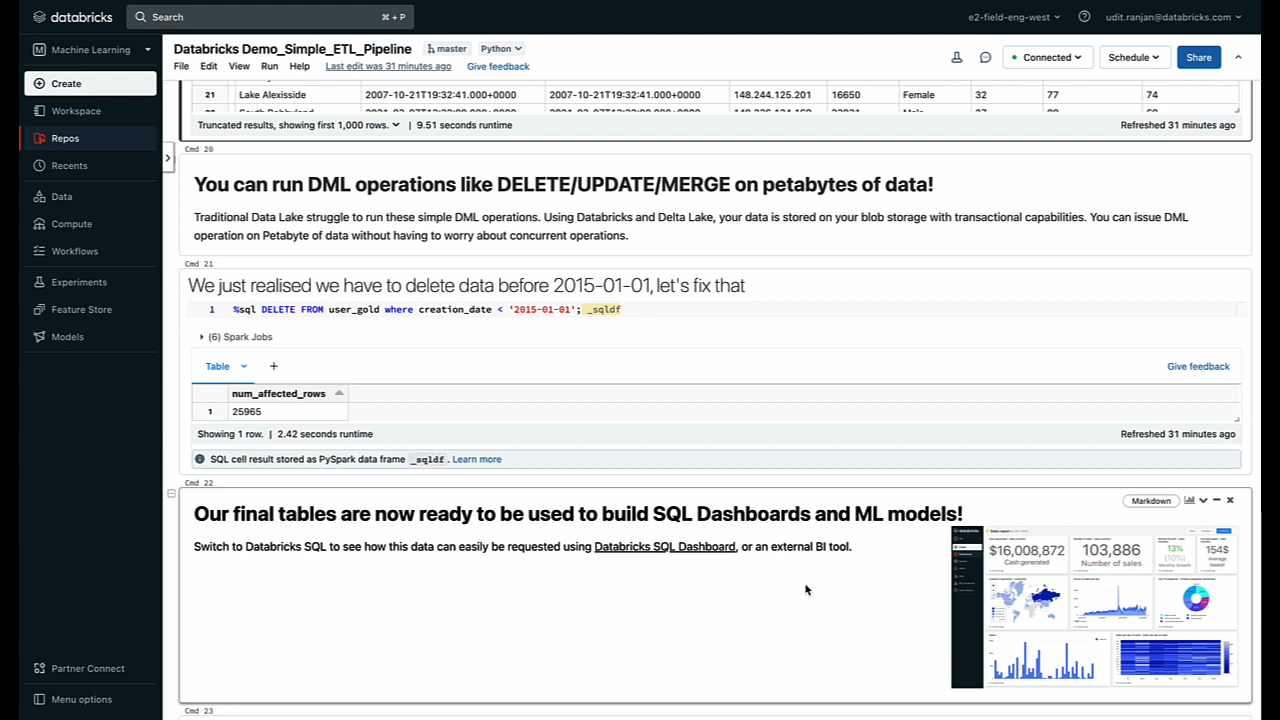 databricks
Search
⌘ + P
e2-field-eng-west
udit.ranjan@databricks.com
M Machine Learning
Create
Workspace
Repos
Recents
Data
Compute
Workflows
Experiments
Feature Store
Models
Partner Connect
Menu options
Databricks Demo_Simple_ETL_Pipeline
master
Python
File Edit View Run Help
Last edit was 31 minutes ago
Give feedback
Connected
Schedule
Share
21 Lake Alexisside 2007-10-21T19:32:41.000+0000 2007-10-21T19:32:41.000+0000 148.244.125.201 16650 Female 32 77 74
Truncated results, showing first 1,000 rows. | 9.51 seconds runtime
Refreshed 31 minutes ago
Cmd 20
You can run DML operations like DELETE/UPDATE/MERGE on petabytes of data!
Traditional Data Lake struggle to run these simple DML operations. Using Databricks and Delta Lake, your data is stored on your blob storage with transactional capabilities. You can issue DML
operation on Petabyte of data without having to worry about concurrent operations.
Cmd 21
We just realised we have to delete data before 2015-01-01, let's fix that
1 %sql DELETE FROM user_gold where creation_date < '2015-01-01'; _sqldf
(6) Spark Jobs
Table +
Give feedback
num_affected_rows
1 25965
Showing 1 row. | 2.42 seconds runtime
Refreshed 31 minutes ago
SQL cell result stored as PySpark data frame _sqldf. Learn more
Cmd 22
Markdown
Our final tables are now ready to be used to build SQL Dashboards and ML models!
Switch to Databricks SQL to see how this data can easily be requested using Databricks SQL Dashboard, or an external BI tool.
$16,008,872
Cash generated
103,886
Number of sales
13%
(10%)
Monthly Growth
154$
Average
basket
Cmd 23